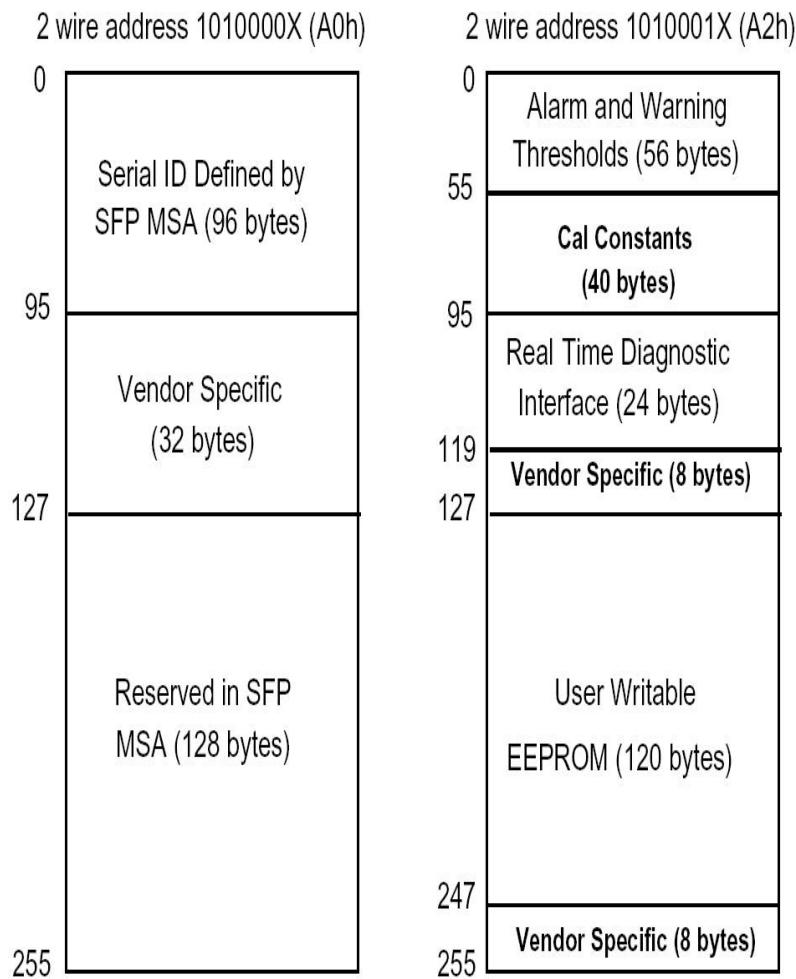 2 wire address 1010000X (A0h)
0
Serial ID Defined by
SFP MSA (96 bytes)
95
Vendor Specific
(32 bytes)
127
Reserved in SFP
MSA (128 bytes)
255
2 wire address 1010001X (A2h)
0
Alarm and Warning
Thresholds (56 bytes)
55
Cal Constants
(40 bytes)
95
Real Time Diagnostic
Interface (24 bytes)
119
Vendor Specific (8 bytes)
127
User Writable
EEPROM (120 bytes)
247
Vendor Specific (8 bytes)
255